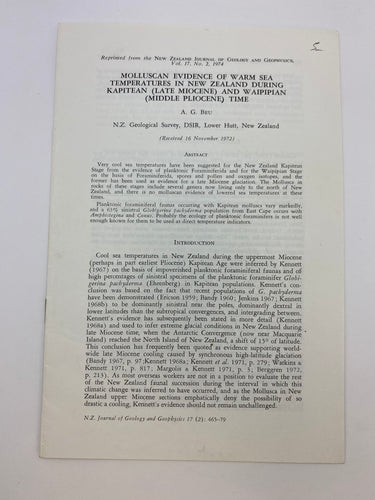 Reprinted from the NEW ZEALAND JOURNAL OF GEOLOGY AND GEOPHYSICS,
Vol. 17, No. 2, 1974
MOLLUSCAN EVIDENCE OF WARM SEA
TEMPERATURES IN NEW ZEALAND DURING
KAPITEAN (LATE MIOCENE) AND WAIPIPIAN
(MIDDLE PLIOCENE) TIME
A. G. BEU
N.Z. Geological Survey, DSIR, Lower Hutt, New Zealand
(Received 16 November 1972)
ABSTRACT
Very cool sea temperatures have been suggested for the New Zealand Kapitean
Stage from the evidence of planktonic Foraminifera and for the Waipipian Stage
on the basis of Foraminifera, spores and pollen and oxygen isotopes, and the
former has been used as evidence for a late Miocene glaciation. The Mollusca in
rocks of these stages include several genera now living only to the north of New
Zealand, and there is no molluscan evidence of lowered sea temperatures at these
times.
Planktonic foraminiferal faunas occurring with Kapitean molluscs vary markedly,
and a 63% sinistral Globigerina pachyderma population from East Cape occurs with
Amphistegina and Conus. Probably the ecology of planktonic foraminifers is not well
enough known for them to be used as direct temperature indicators.
INTRODUCTION
Cool sea temperatures in New Zealand during the uppermost Miocene
(perhaps in part earliest Pliocene) Kapitean Age were inferred by Kennett
(1967) on the basis of impoverished planktonic foraminiferal faunas and of
high percentages of sinistral specimens of the planktonic foraminifer Globi-
gerina pachyderma (Ehrenberg) in Kapitean populations. Kennett's con-
clusion was based on the fact that recent populations of G. pachyderma
have been demonstrated (Ericson 1959; Bandy 1960; Jenkins 1967; Kennett
1968b) to be dominantly sinistral near the poles, dominantly dextral in
lower latitudes than the subtropical convergences, and intergrading between.
Kennett's evidence has subsequently been stated in more detail (Kennett
1968a) and used to infer extreme glacial conditions in New Zealand during
late Miocene time, when the Antarctic Convergence (now near Macquarie
Island) reached the North Island of New Zealand, a shift of 15° of latitude.
This conclusion has frequently been quoted as evidence supporting world-
wide late Miocene cooling caused by synchronous high-latitude glaciation
(Bandy 1967, p. 97; Kennett 1968a; Kennett et al. 1971, p. 279; Watkins &
Kennett 1971, p. 817; Margolis & Kennett 1971, p. 3; Berggren 1972,
p. 213). As most overseas workers are not in a position to evaluate the rest
of the New Zealand faunal succession during the interval in which this
climatic change was inferred to have occurred, and as the Mollusca in New
Zealand upper Miocene sections emphatically deny the possibility of so
drastic a cooling, Kennett's evidence should not remain unchallenged.
N.Z. Journal of Geology and Geophysics 17 (2): 465–79